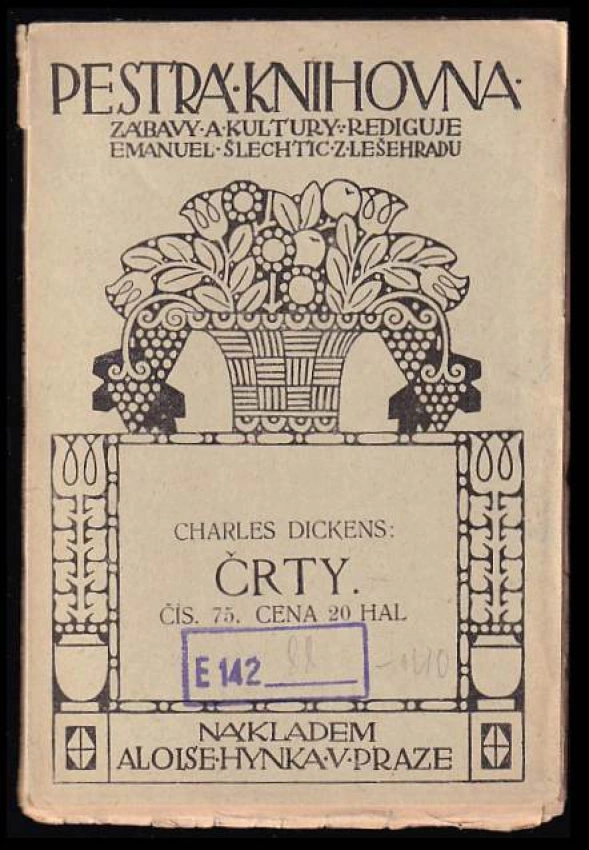 PESTRÁ·KNIHOVNA·
ZÁBAVY·A·KULTURY·REDIGUJE
EMANUEL·ŠLECHTIC·Z·LEŠEHRADU
CHARLES DICKENS:
ČRTY.
ČÍS. 75. CENA 20 HAL
E 142
NÁKLADEM
ALOISE·HYNKA·V·PRAZE